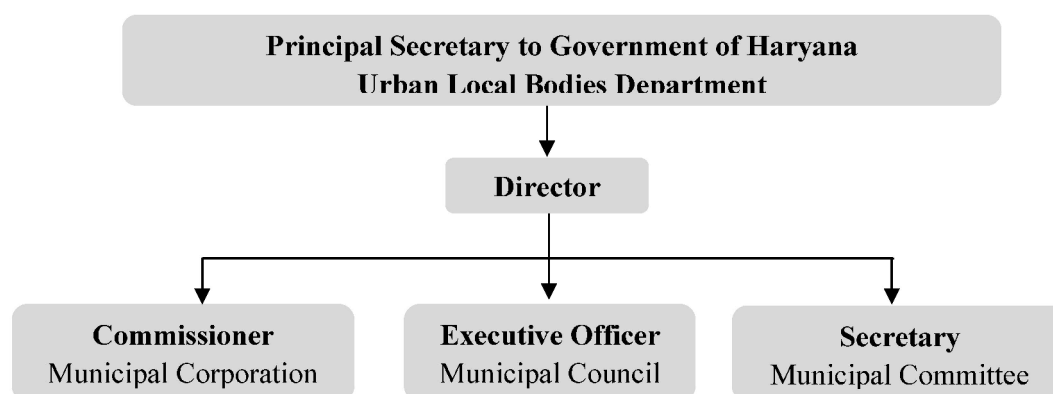 Principal Secretary to Government of Haryana
Urban Local Bodies Department
Director
Commissioner
Municipal Corporation
Executive Officer
Municipal Council
Secretary
Municipal Committee